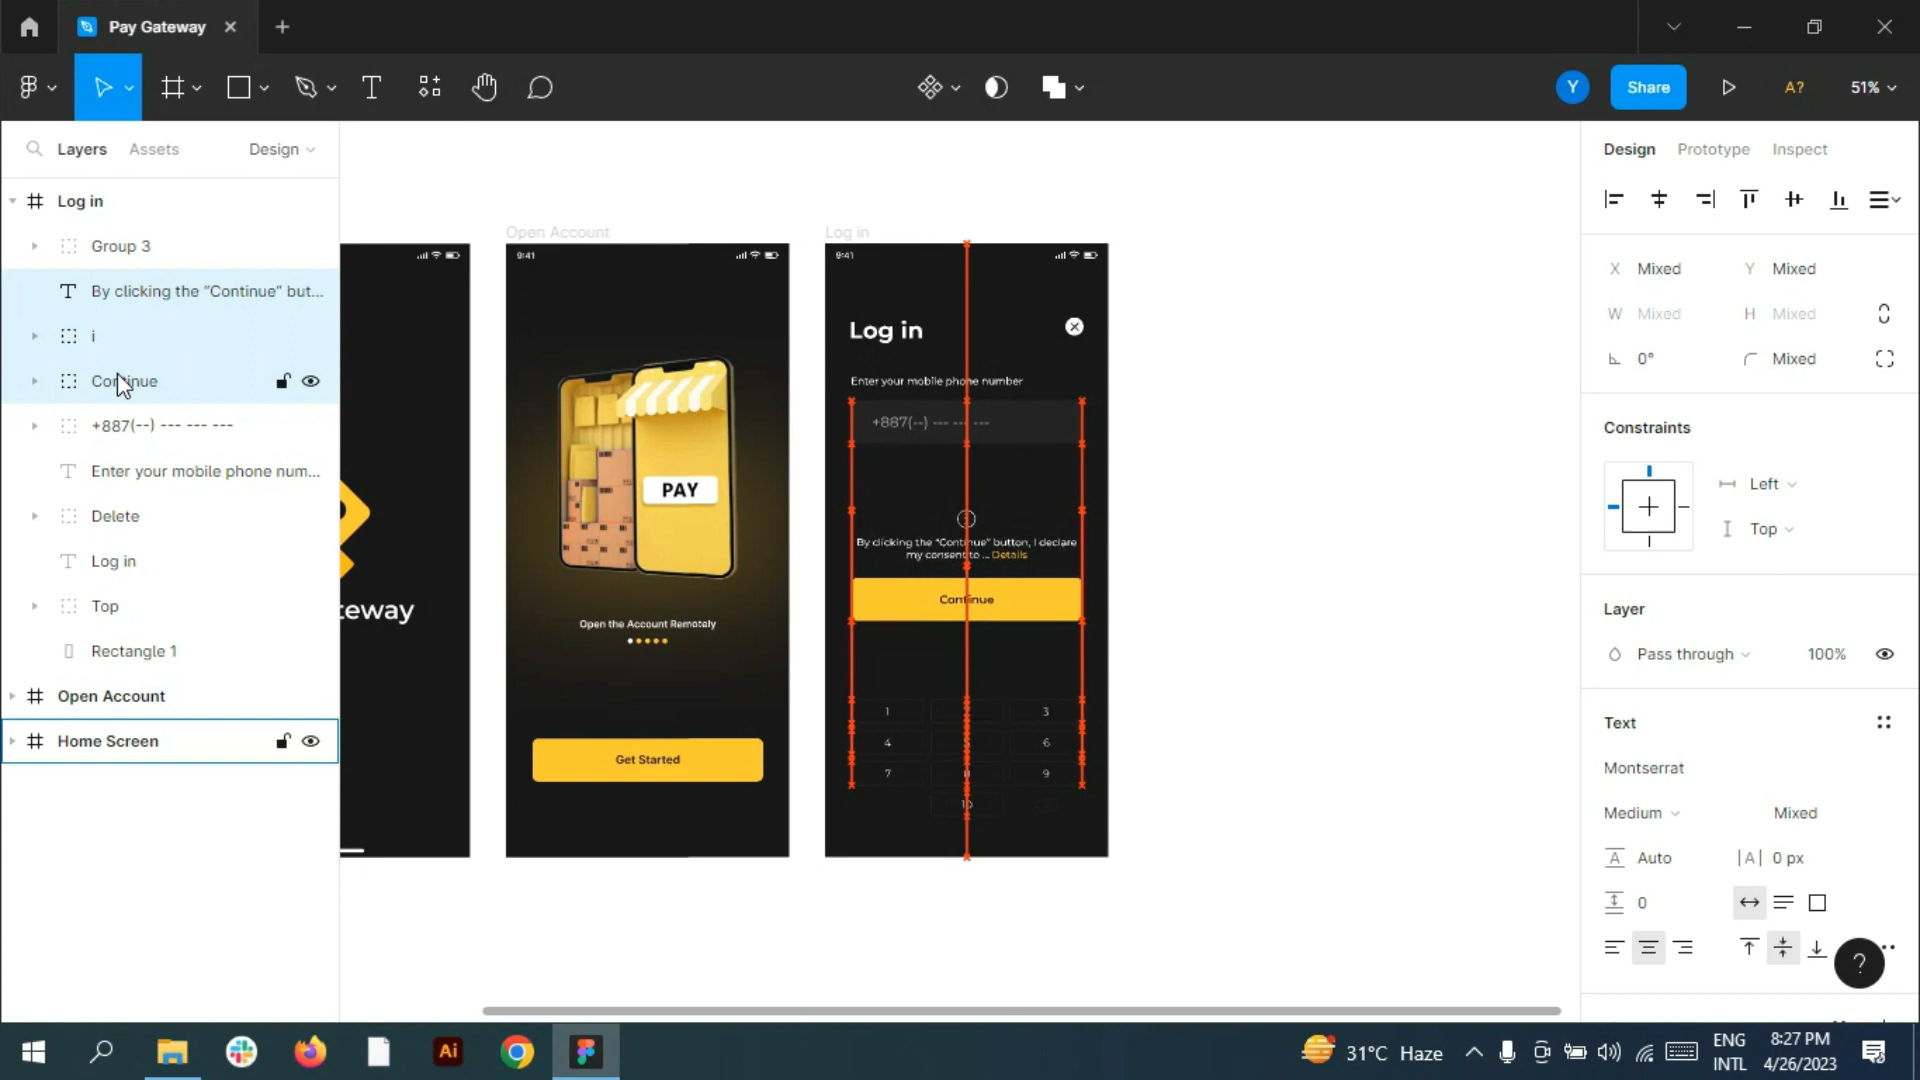 Pay Gateway
Y
Share
A?
51%
Layers
Assets
Design
Log in
Group 3
By clicking the “Continue” but...
i
Continue
+887(--) --- --- ---
Enter your mobile phone num...
Delete
Log in
Top
Rectangle 1
Open Account
Home Screen
teway
Open Account
9:41
PAY
Open the Account Remotely
Get Started
Log in
9:41
Log in
Enter your mobile phone number
+887(--) --- --- ---
By clicking the “Continue” button, I declare
my consent to ... Details
Continue
1
3
4
6
7
8
9
10
Design
Prototype
Inspect
X Mixed
Y Mixed
W Mixed
H Mixed
0°
Mixed
Constraints
Left
Top
Layer
Pass through
100%
Text
Montserrat
Medium
Mixed
A Auto
|A| 0 px
0
?
Ai
31°C Haze
ENG
INTL
8:27 PM
4/26/2023